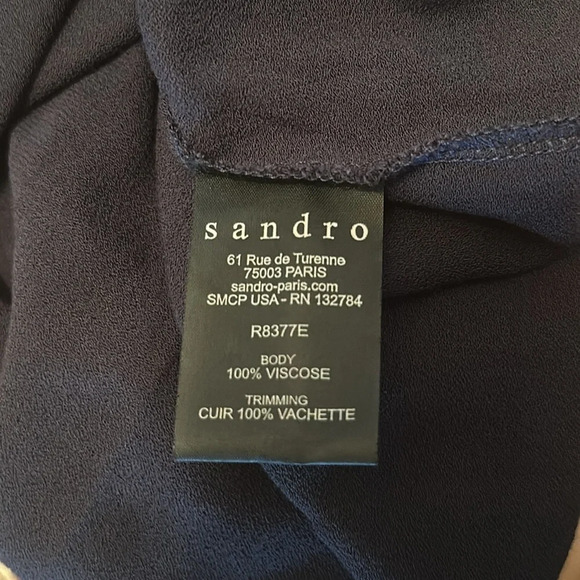 sandro
61 Rue de Turenne
75003 PARIS
sandro-paris.com
SMCP USA - RN 132784
R8377E
BODY
100% VISCOSE
TRIMMING
CUIR 100% VACHETTE